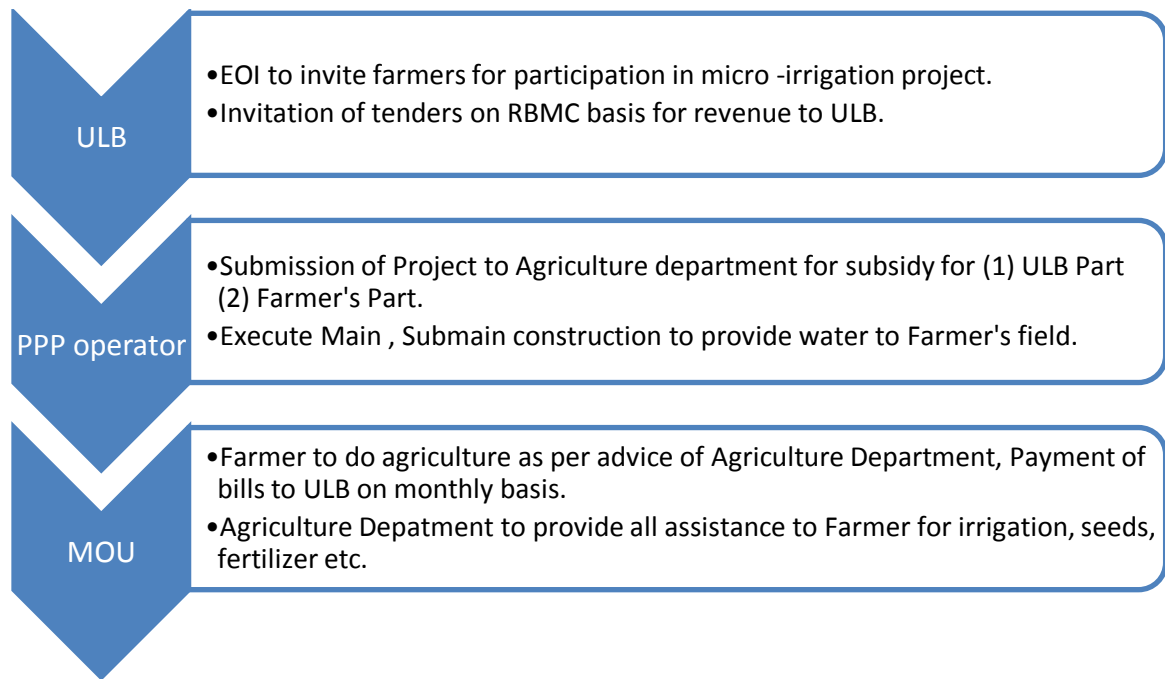 ULB
•EOI to invite farmers for participation in micro -irrigation project.
•Invitation of tenders on RBMC basis for revenue to ULB.
PPP operator
•Submission of Project to Agriculture department for subsidy for (1) ULB Part
(2) Farmer's Part.
•Execute Main , Submain construction to provide water to Farmer's field.
MOU
•Farmer to do agriculture as per advice of Agriculture Department, Payment of
bills to ULB on monthly basis.
•Agriculture Depatment to provide all assistance to Farmer for irrigation, seeds,
fertilizer etc.